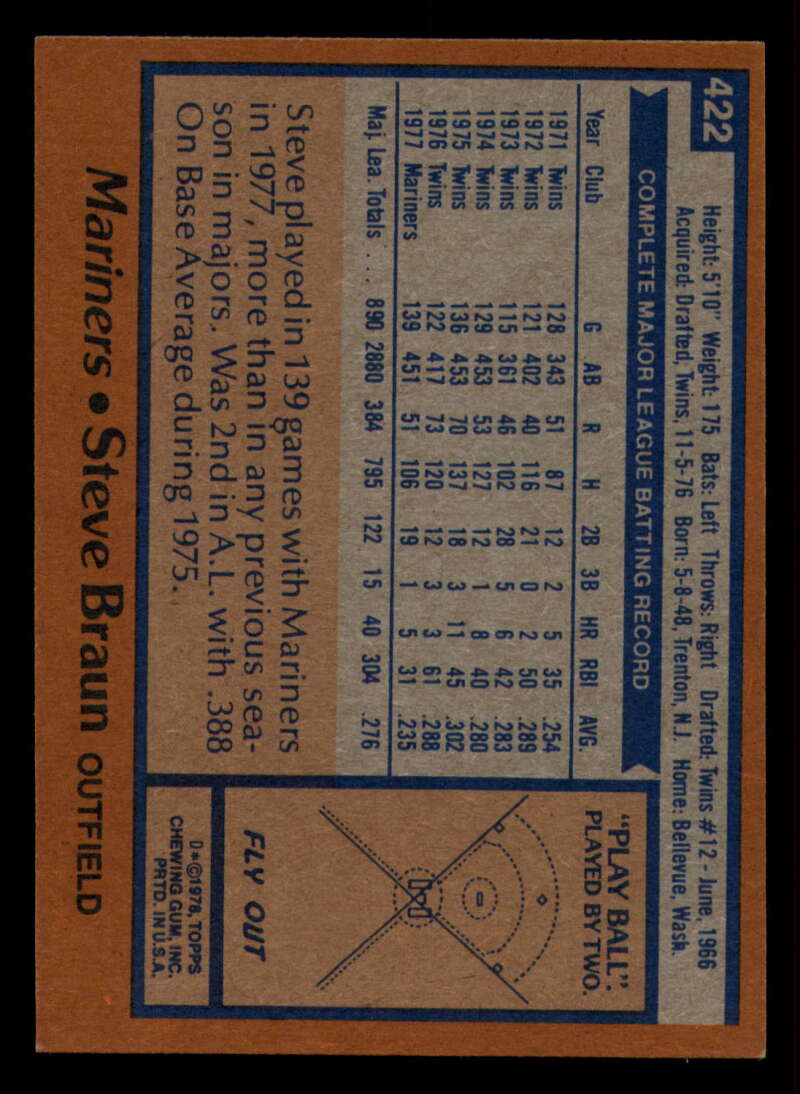 422
Height: 5'10" Weight: 175 Bats: Left Throws: Right Drafted: Twins #12 - June, 1966
Acquired: Drafted, Twins, 11-5-76 Born: 5-8-48, Trenton, N.J. Home: Bellevue, Wash.
COMPLETE MAJOR LEAGUE BATTING RECORD
Year Club G AB R H 2B 3B HR RBI AVG.
1971 Twins 128 343 51 87 12 2 5 35 .254
1972 Twins 121 402 40 116 21 0 2 50 .289
1973 Twins 115 361 46 102 28 5 6 42 .283
1974 Twins 129 453 53 127 12 1 8 40 .280
1975 Twins 136 453 70 137 18 3 11 45 .302
1976 Twins 122 417 73 120 12 3 3 61 .288
1977 Mariners 139 451 51 106 19 1 5 31 .235
Maj. Lea. Totals .... 890 2880 384 795 122 15 40 304 .276
Steve played in 139 games with Mariners
in 1977, more than in any previous sea-
son in majors. Was 2nd in A.L. with .388
On Base Average during 1975.
"PLAY BALL":
PLAYED BY TWO.
FLY OUT
D*©1978, TOPPS
CHEWING GUM, INC.
PRTD. IN U.S.A.
Mariners • Steve Braun OUTFIELD